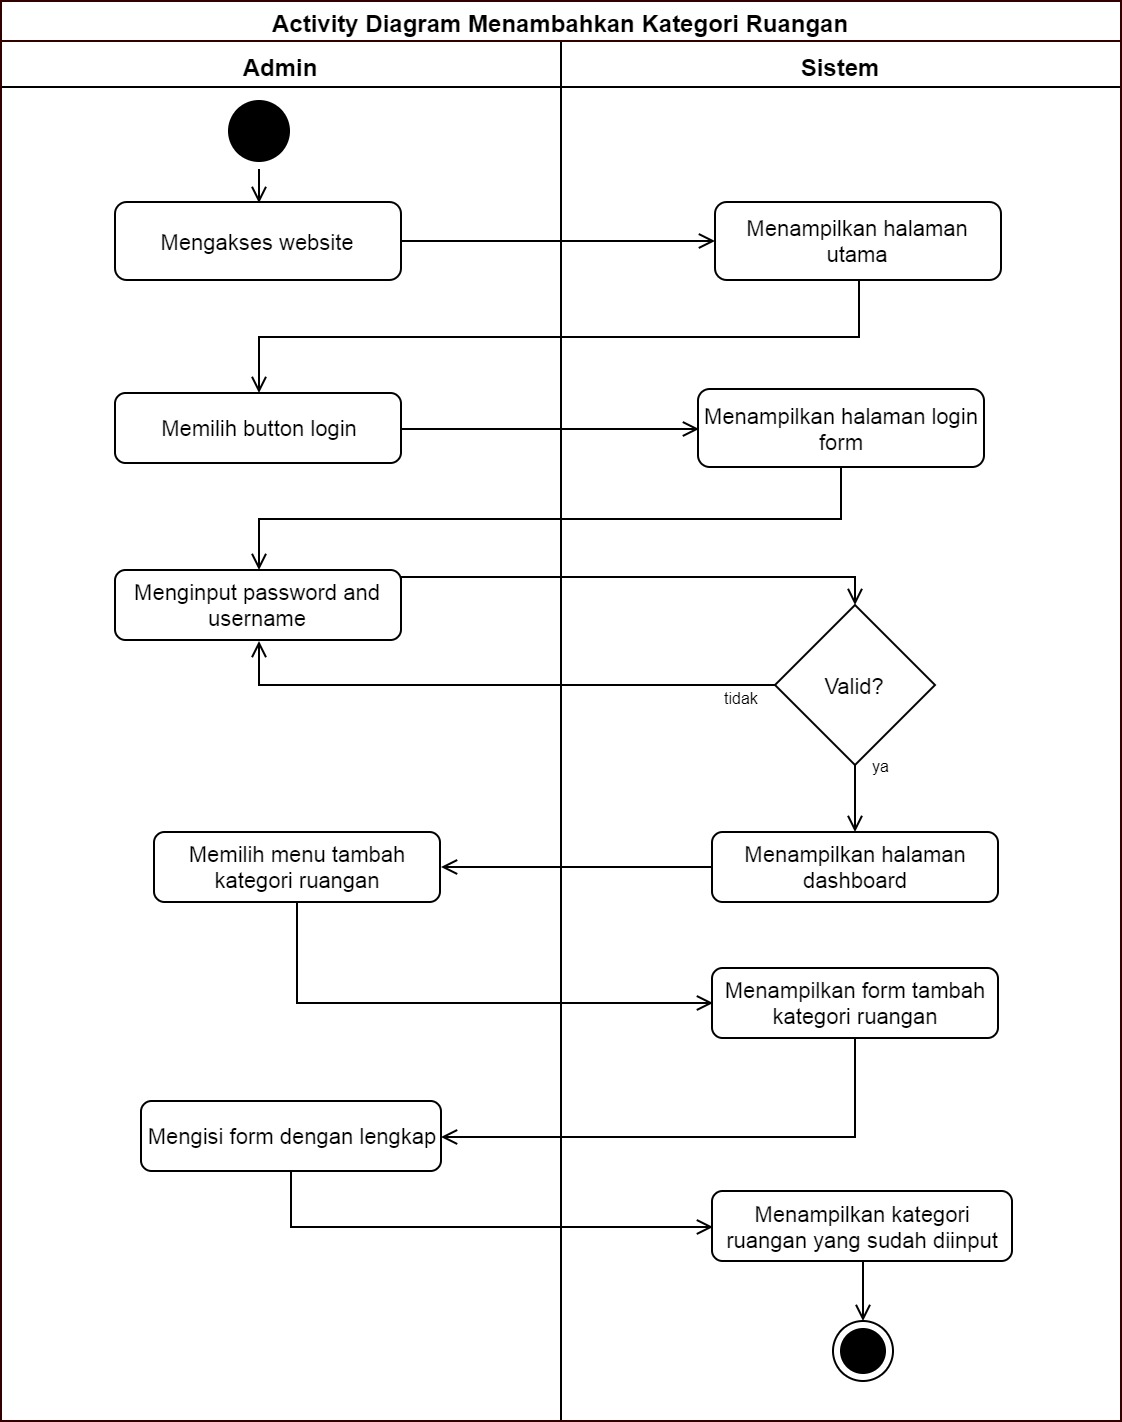 Activity Diagram Menambahkan Kategori Ruangan
Admin
Sistem
Mengakses website
Menampilkan halaman
utama
Memilih button login
Menampilkan halaman login
form
Menginput password and
username
Valid?
tidak
ya
Menampilkan halaman
dashboard
Memilih menu tambah
kategori ruangan
Menampilkan form tambah
kategori ruangan
Mengisi form dengan lengkap
Menampilkan kategori
ruangan yang sudah diinput